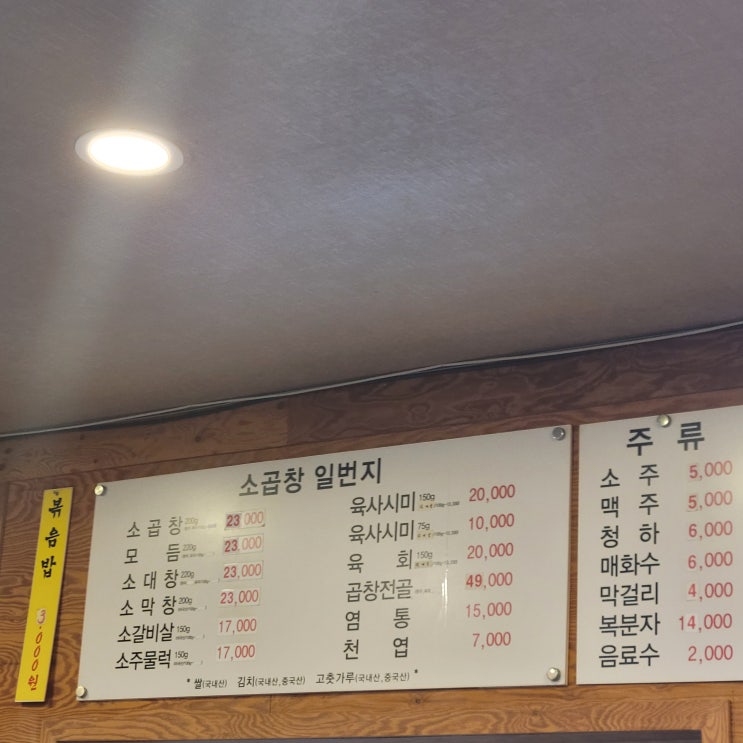 볶음밥 3,000원
소곱창 일번지
소곱창 200g 23,000
모듬 220g 23,000
소대창 220g 23,000
소막창 200g 23,000
소갈비살 150g 17,000
소주물럭 150g 17,000
육사시미 150g 20,000
육사시미 75g 10,000
육회 150g 20,000
곱창전골 49,000
염통 15,000
천엽 7,000
* 쌀(국내산) 김치(국내산,중국산) 고춧가루(국내산,중국산) *
주류
소주 5,000
맥주 5,000
청하 6,000
매화수 6,000
막걸리 4,000
복분자 14,000
음료수 2,000